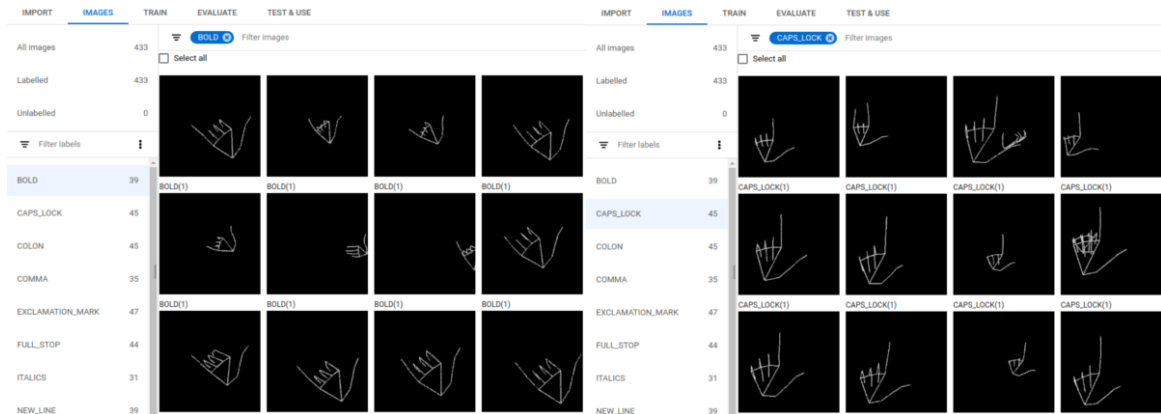 IMPORT IMAGES TRAIN EVALUATE TEST & USE
BOLD Filter images
All images 433
Select all
Labelled 433
Unlabelled 0
Filter labels
BOLD 39
CAPS_LOCK 45
COLON 45
COMMA 35
EXCLAMATION_MARK 47
FULL_STOP 44
ITALICS 31
NEW_LINE 39
BOLD(1) BOLD(1) BOLD(1) BOLD(1)
BOLD(1) BOLD(1) BOLD(1) BOLD(1)
IMPORT IMAGES TRAIN EVALUATE TEST & USE
CAPS_LOCK Filter images
All images 433
Select all
Labelled 433
Unlabelled 0
Filter labels
BOLD 39
CAPS_LOCK 45
COLON 45
COMMA 35
EXCLAMATION_MARK 47
FULL_STOP 44
ITALICS 31
NEW_LINE 39
CAPS_LOCK(1) CAPS_LOCK(1) CAPS_LOCK(1) CAPS_LOCK(1)
CAPS_LOCK(1) CAPS_LOCK(1) CAPS_LOCK(1) CAPS_LOCK(1)